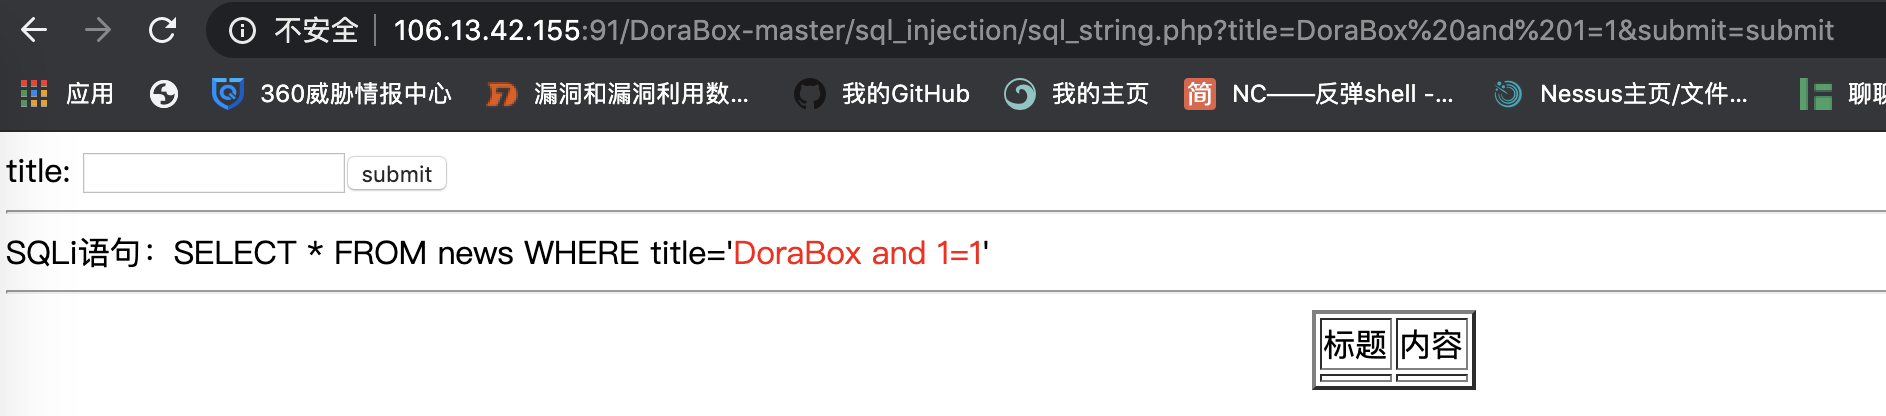 不安全 106.13.42.155:91/DoraBox-master/sql_injection/sql_string.php?title=DoraBox%20and%201=1&submit=submit
应用 360威胁情报中心 漏洞和漏洞利用数... 我的GitHub 我的主页 简 NC——反弹shell -... Nessus主页/文件... 聊聊
title: submit
SQLi语句：SELECT * FROM news WHERE title='DoraBox and 1=1'
标题 内容